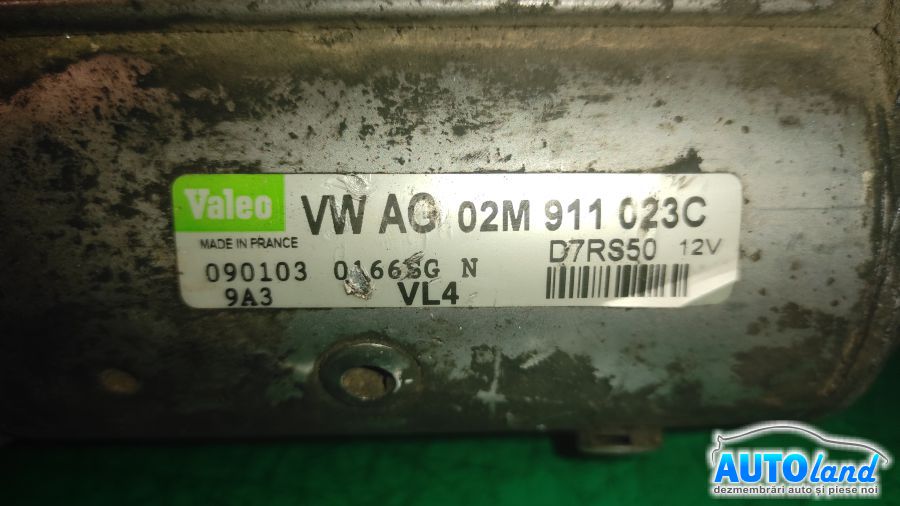 Valeo VW AG 02M 911 023C
MADE IN FRANCE D7RS50 12V
090103 0166SG N
9A3 VL4
AUTOland
dezmembrări auto și piese noi